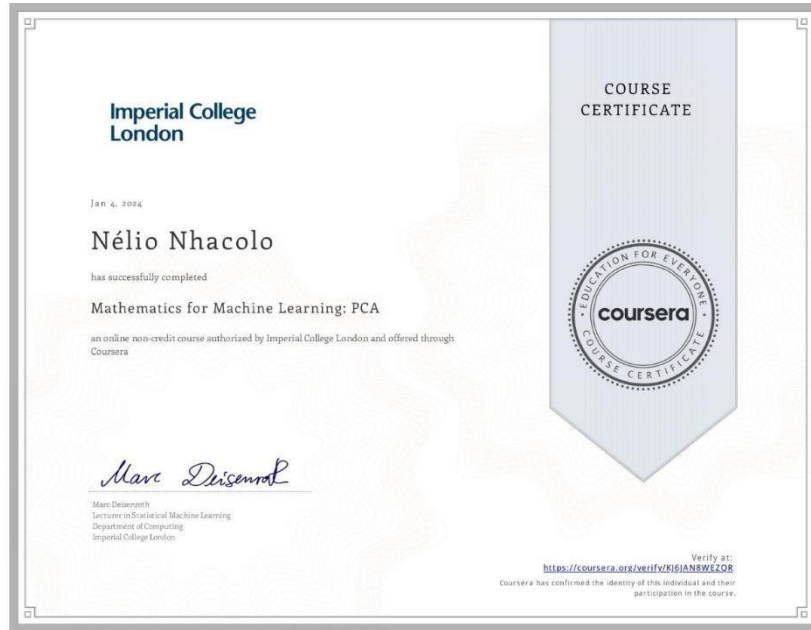 Imperial College
London
Jan 4, 2024
Nélio Nhacolo
has successfully completed
Mathematics for Machine Learning: PCA
an online non-credit course authorized by Imperial College London and offered through
Coursera
Marc Deisenroth
Marc Deisenroth
Lecturer in Statistical Machine Learning
Department of Computing
Imperial College London
COURSE
CERTIFICATE
EDUCATION FOR EVERYONE
coursera
COURSE CERTIFICATE
Verify at:
https://coursera.org/verify/KJ6JAN8WEZQR
Coursera has confirmed the identity of this individual and their
participation in the course.